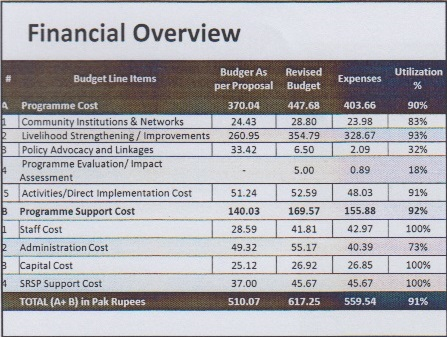 Financial Overview
# Budget Line Items Budger As per Proposal Revised Budget Expenses Utilization %
A Programme Cost 370.04 447.68 403.66 90%
1 Community Institutions & Networks 24.43 28.80 23.98 83%
2 Livelihood Strengthening / Improvements 260.95 354.79 328.67 93%
3 Policy Advocacy and Linkages 33.42 6.50 2.09 32%
4 Programme Evaluation/ Impact Assessment - 5.00 0.89 18%
5 Activities/Direct Implementation Cost 51.24 52.59 48.03 91%
B Programme Support Cost 140.03 169.57 155.88 92%
1 Staff Cost 28.59 41.81 42.97 100%
2 Administration Cost 49.32 55.17 40.39 73%
3 Capital Cost 25.12 26.92 26.85 100%
4 SRSP Support Cost 37.00 45.67 45.67 100%
TOTAL (A+ B) in Pak Rupees 510.07 617.25 559.54 91%